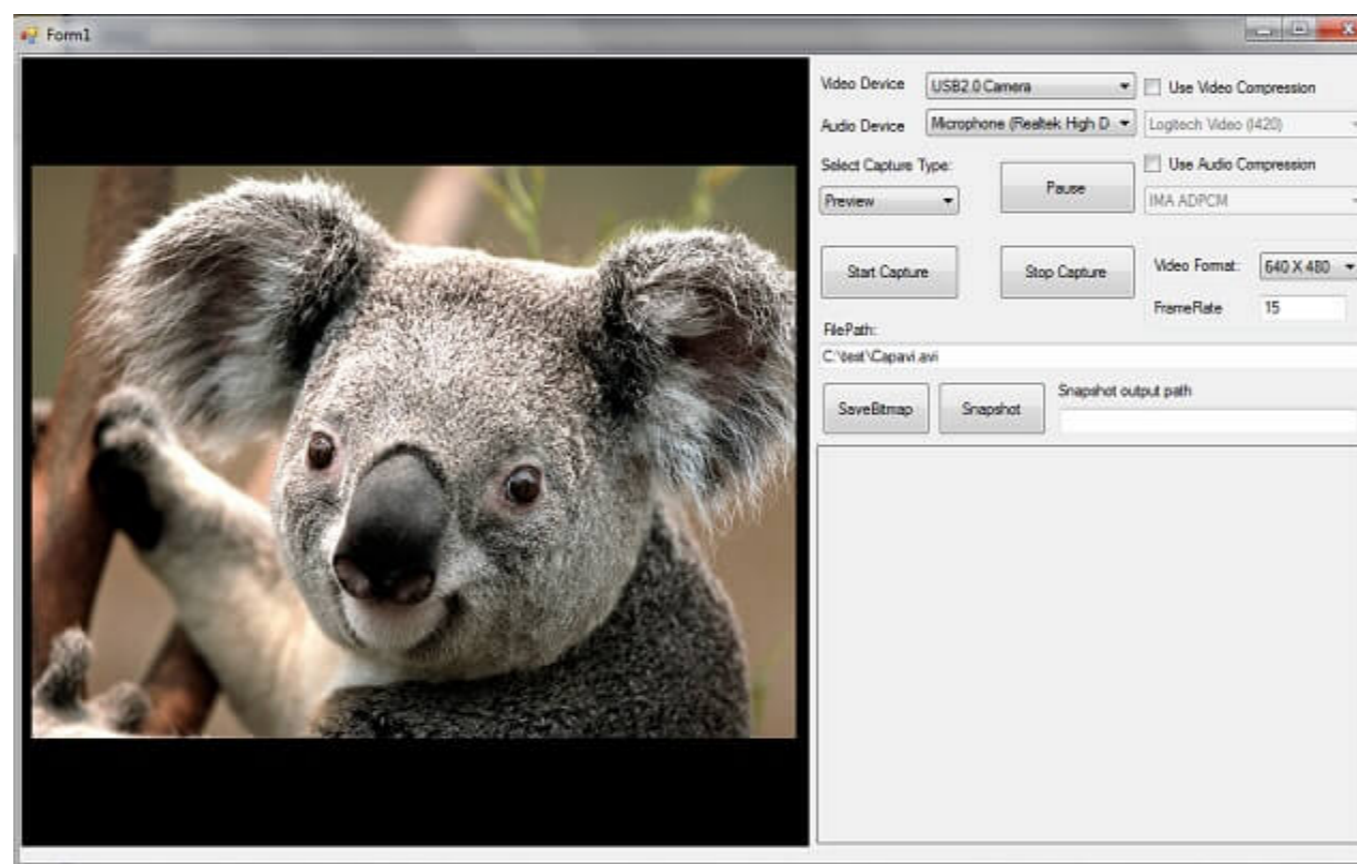 Form1
Video Device
USB2.0 Camera
Use Video Compression
Audio Device
Microphone (Realtek High D
Logitech Video (I420)
Select Capture Type:
Use Audio Compression
Pause
Preview
IMA ADPCM
Start Capture
Stop Capture
Video Format:
640 X 480
FrameRate
15
FilePath:
C:\test\Capavi.avi
SaveBitmap
Snapshot
Snapshot output path